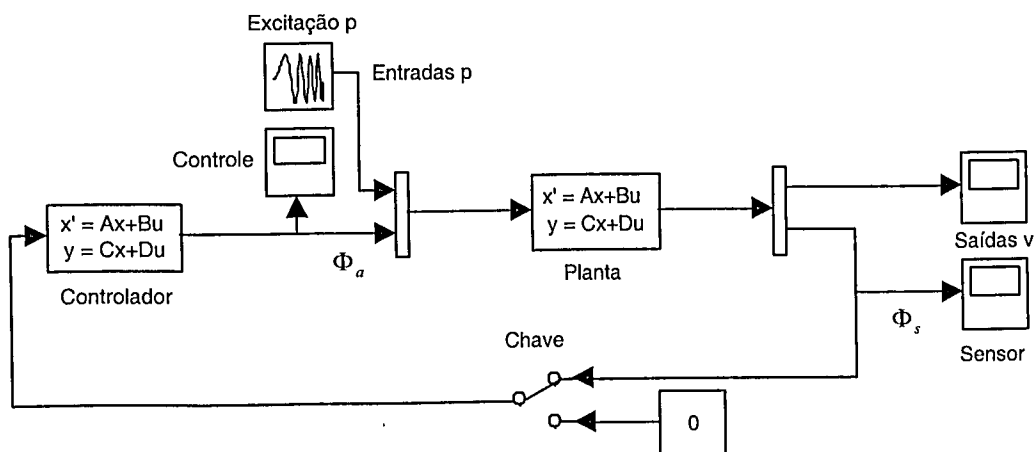 Excitação p
Entradas p
Controle
x' = Ax+Bu
y = Cx+Du
Controlador
Φa
x' = Ax+Bu
y = Cx+Du
Planta
Saídas v
Φs
Sensor
Chave
0